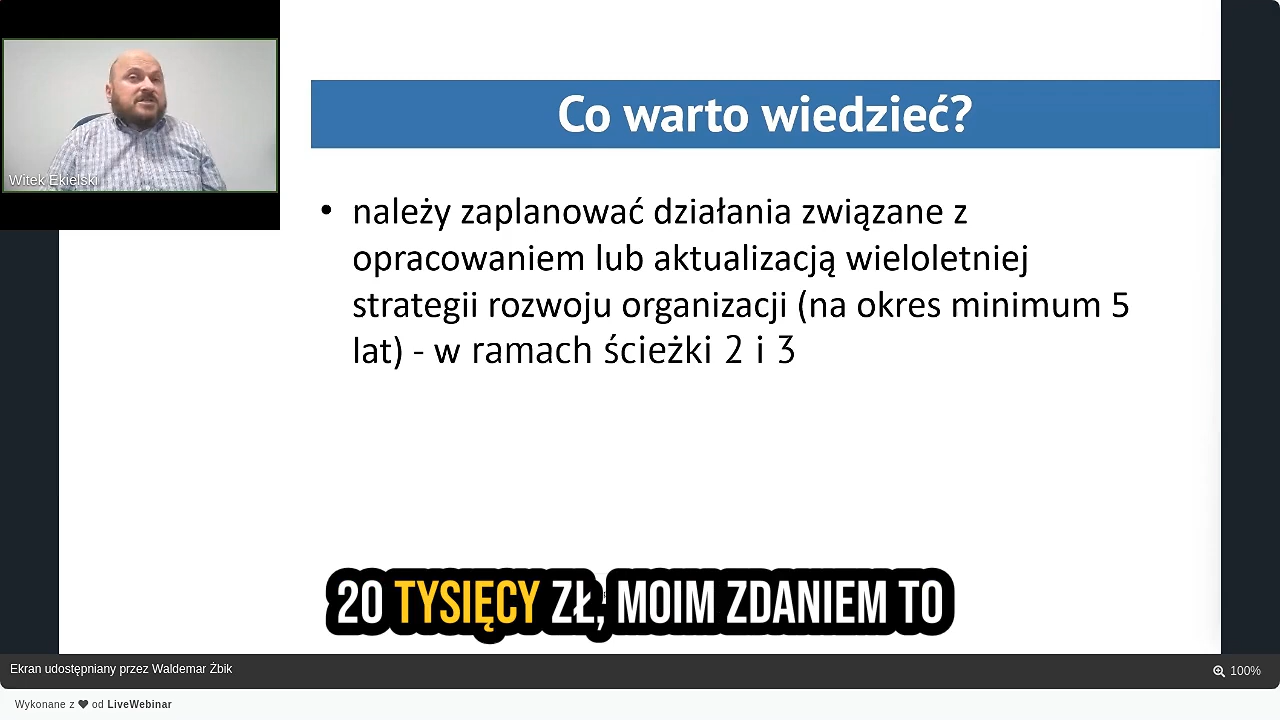 Witek Ekielski
Co warto wiedzieć?
• należy zaplanować działania związane z
opracowaniem lub aktualizacją wieloletniej
strategii rozwoju organizacji (na okres minimum 5
lat) - w ramach ścieżki 2 i 3
20 TYSIĘCY ZŁ, MOIM ZDANIEM TO
Ekran udostępniany przez Waldemar Żbik
100%
Wykonane z ♥ od LiveWebinar